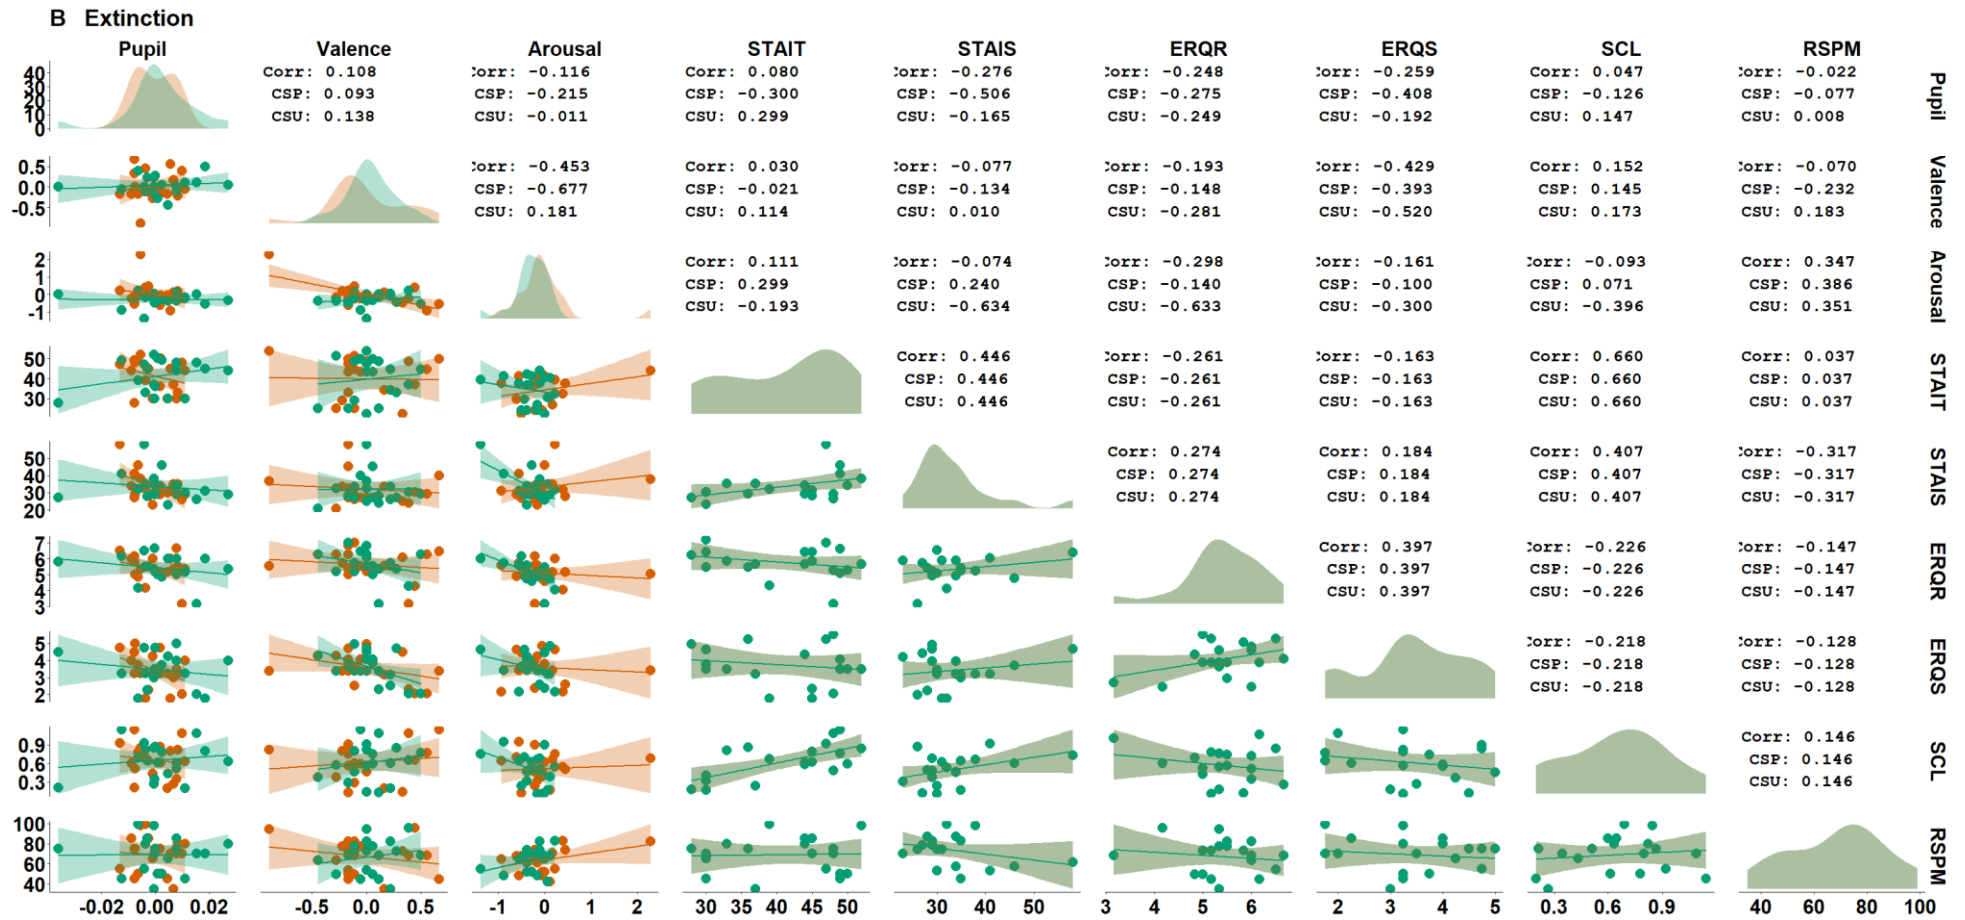 B Extinction
Pupil Valence Arousal STAIT STAIS ERQR ERQS SCL RSPM
40 Corr: 0.108 Corr: -0.116 Corr: 0.080 Corr: -0.276 Corr: -0.248 Corr: -0.259 Corr: 0.047 Corr: -0.022 Pupil
30 CSP: 0.093 CSP: -0.215 CSP: -0.300 CSP: -0.506 CSP: -0.275 CSP: -0.408 CSP: -0.126 CSP: -0.077
20
10 CSU: 0.138 CSU: -0.011 CSU: 0.299 CSU: -0.165 CSU: -0.249 CSU: -0.192 CSU: 0.147 CSU: 0.008
0
0.5 Corr: -0.453 Corr: 0.030 Corr: -0.077 Corr: -0.193 Corr: -0.429 Corr: 0.152 Corr: -0.070 Valence
0.0 CSP: -0.677 CSP: -0.021 CSP: -0.134 CSP: -0.148 CSP: -0.393 CSP: 0.145 CSP: -0.232
-0.5 CSU: 0.181 CSU: 0.114 CSU: 0.010 CSU: -0.281 CSU: -0.520 CSU: 0.173 CSU: 0.183
2 Corr: 0.111 Corr: -0.074 Corr: -0.298 Corr: -0.161 Corr: -0.093 Corr: 0.347 Arousal
1 CSP: 0.299 CSP: 0.240 CSP: -0.140 CSP: -0.100 CSP: 0.071 CSP: 0.386
0
-1 CSU: -0.193 CSU: -0.634 CSU: -0.633 CSU: -0.300 CSU: -0.396 CSU: 0.351
50 Corr: 0.446 Corr: -0.261 Corr: -0.163 Corr: 0.660 Corr: 0.037 STAIT
40 CSP: 0.446 CSP: -0.261 CSP: -0.163 CSP: 0.660 CSP: 0.037
30 CSU: 0.446 CSU: -0.261 CSU: -0.163 CSU: 0.660 CSU: 0.037
50 Corr: 0.274 Corr: 0.184 Corr: 0.407 Corr: -0.317 STAIS
40 CSP: 0.274 CSP: 0.184 CSP: 0.407 CSP: -0.317
30 CSU: 0.274 CSU: 0.184 CSU: 0.407 CSU: -0.317
20
7 Corr: 0.397 Corr: -0.226 Corr: -0.147 ERQR
6 CSP: 0.397 CSP: -0.226 CSP: -0.147
5
4 CSU: 0.397 CSU: -0.226 CSU: -0.147
3
5 Corr: -0.218 Corr: -0.128 ERQS
4 CSP: -0.218 CSP: -0.128
3 CSU: -0.218 CSU: -0.128
2
0.9 Corr: 0.146 SCL
0.6 CSP: 0.146
0.3 CSU: 0.146
100 RSPM
80
60
40
-0.02 0.00 0.02 -0.5 0.0 0.5 -1 0 1 2 30 35 40 45 50 30 40 50 3 4 5 6 2 3 4 5 0.3 0.6 0.9 40 60 80 100